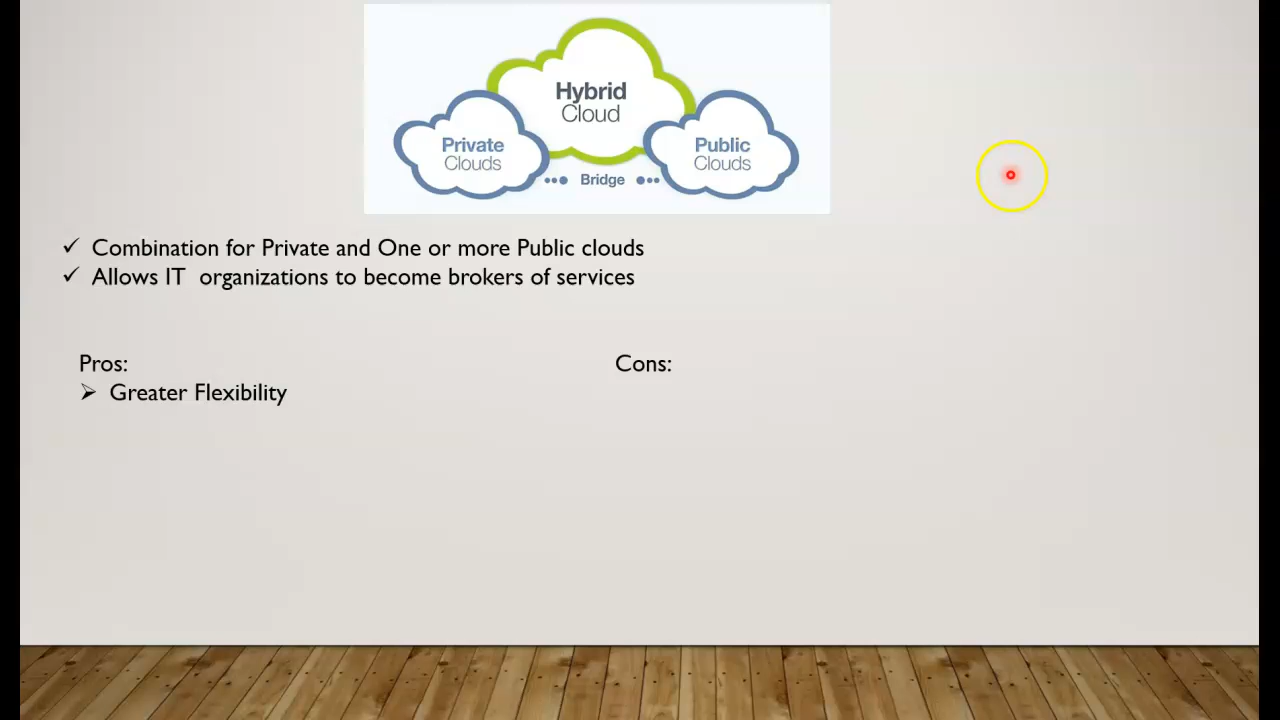 Hybrid
Cloud
Private
Clouds
Public
Clouds
Bridge
✓ Combination for Private and One or more Public clouds
✓ Allows IT organizations to become brokers of services
Pros:
➢ Greater Flexibility
Cons: